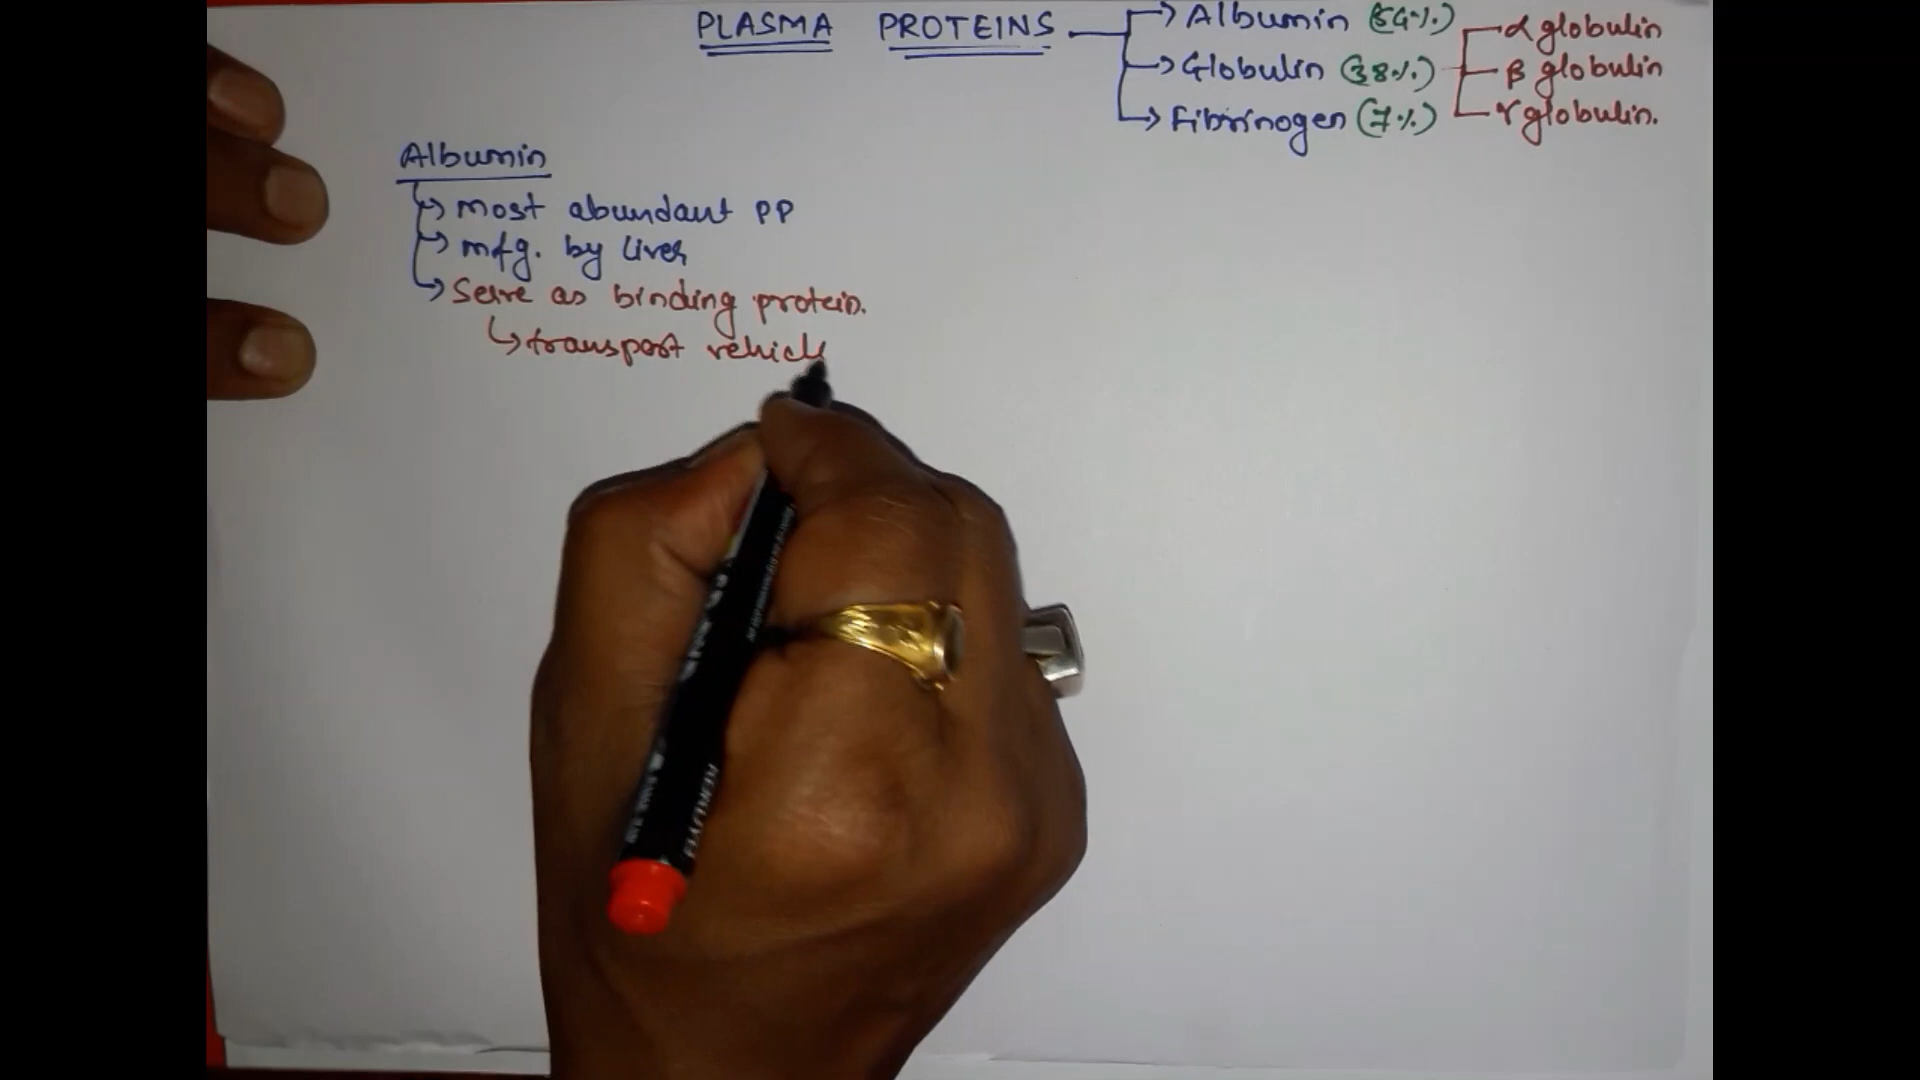 PLASMA PROTEINS
→ Albumin (54%)
→ Globulin (38%)
→ Fibrinogen (7%)
α globulin
β globulin
γ globulin.
Albumin
→ Most abundant PP
→ mfg. by liver
→ Serve as binding protein.
↳ transport vehicl